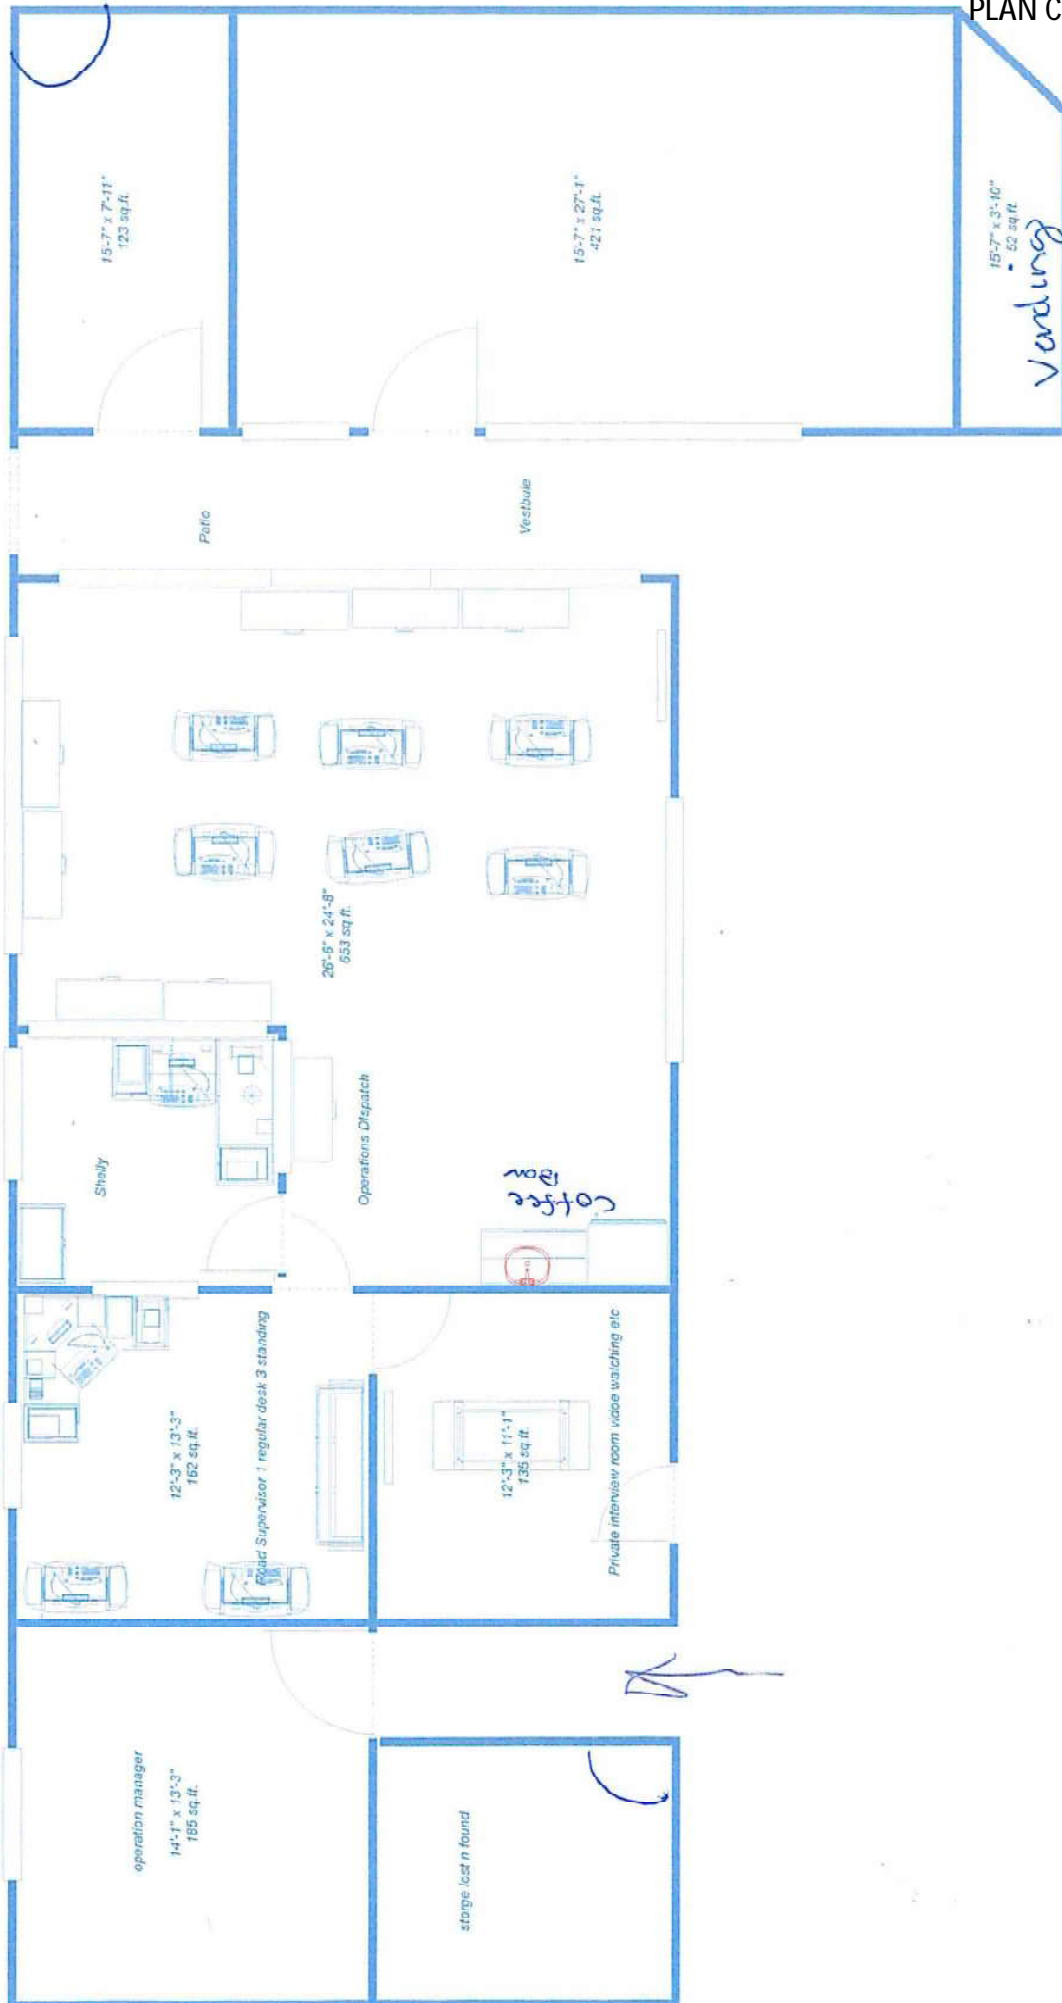 PLAN C
15'-7" x 7'-11"
123 sq.ft.
15'-7" x 27'-1"
421 sq.ft.
15'-7" x 3'-10"
52 sq.ft.
Vending
Patio
Vestbule
26'-6" x 24'-8"
653 sq.ft.
Shelly
Operations Dispatch
Coffee
Bar
12'-3" x 13'-3"
162 sq.ft.
Road Supervisor 1 regular desk 3 standing
12'-3" x 11'-1"
135 sq.ft.
Private interview room vidoe watching etc
operation manager
14'-1" x 13'-3"
185 sq.ft.
storge lost n found